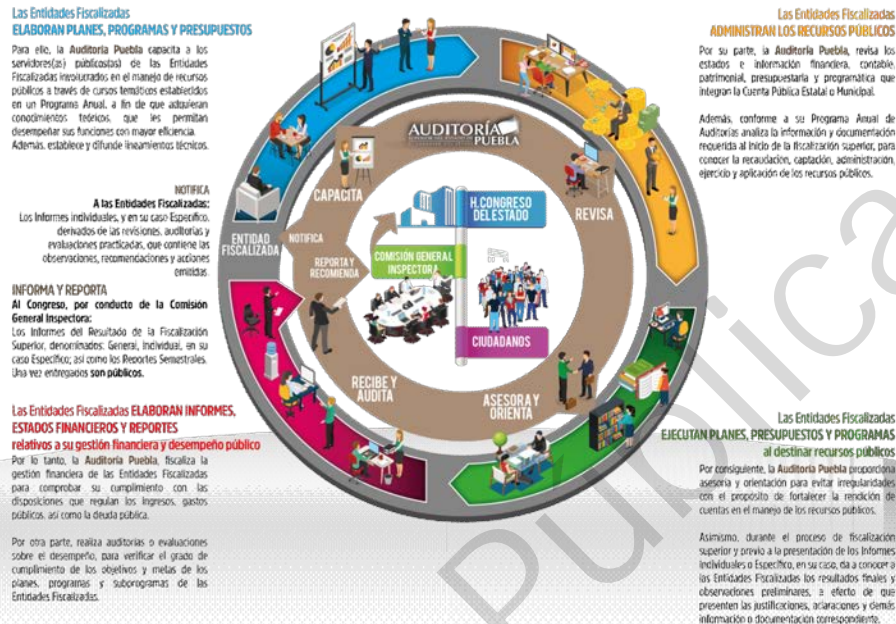 Las Entidades Fiscalizadas
ELABORAN PLANES, PROGRAMAS Y PRESUPUESTOS
Para ello, la Auditoría Puebla capacita a los
servidores(as) públicos(as) de las Entidades
Fiscalizadas involucrados en el manejo de recursos
públicos a través de cursos temáticos establecidos
en un Programa Anual, a fin de que adquieran
conocimientos teóricos, que les permitan
desempeñar sus funciones con mayor eficiencia.
Además, establece y difunde lineamientos técnicos.
NOTIFICA
A las Entidades Fiscalizadas:
Los Informes individuales, y en su caso Específico,
derivados de las revisiones, auditorías y
evaluaciones practicadas, que contiene las
observaciones, recomendaciones y acciones
emitidas.
INFORMA Y REPORTA
Al Congreso, por conducto de la Comisión
General Inspectora:
Los Informes del Resultado de la Fiscalización
Superior, denominados: General, Individual, en su
caso Específico; así como los Reportes Semestrales.
Una vez entregados son públicos.
Las Entidades Fiscalizadas ELABORAN INFORMES,
ESTADOS FINANCIEROS Y REPORTES
relativos a su gestión financiera y desempeño público
Por lo tanto, la Auditoría Puebla, fiscaliza la
gestión financiera de las Entidades Fiscalizadas
para comprobar su cumplimiento con las
disposiciones que regulan los ingresos, gastos
públicos, así como la deuda pública.
Por otra parte, realiza auditorías o evaluaciones
sobre el desempeño, para verificar el grado de
cumplimiento de los objetivos y metas de los
planes, programas y subprogramas de las
Entidades Fiscalizadas.
AUDITORÍA
PUEBLA
CAPACITA
REVISA
H.CONGRESO
DEL ESTADO
ENTIDAD
FISCALIZADA
NOTIFICA
REPORTA Y
RECOMIENDA
COMISIÓN GENERAL
INSPECTORA
CIUDADANOS
RECIBE Y
AUDITA
ASESORA Y
ORIENTA
Las Entidades Fiscalizadas
ADMINISTRAN LOS RECURSOS PÚBLICOS
Por su parte, la Auditoría Puebla, revisa los
estados e información financiera, contable,
patrimonial, presupuestaria y programática que
integran la Cuenta Pública Estatal o Municipal.
Además, conforme a su Programa Anual de
Auditorías analiza la información y documentación
requerida al inicio de la fiscalización superior, para
conocer la recaudación, captación, administración,
ejercicio y aplicación de los recursos públicos.
Las Entidades Fiscalizadas
EJECUTAN PLANES, PRESUPUESTOS Y PROGRAMAS
al destinar recursos públicos
Por consiguiente, la Auditoría Puebla proporciona
asesoría y orientación para evitar irregularidades
con el propósito de fortalecer la rendición de
cuentas en el manejo de los recursos públicos.
Asimismo, durante el proceso de fiscalización
superior y previo a la presentación de los Informes
Individuales o Específico, en su caso, da a conocer a
las Entidades Fiscalizadas los resultados finales y
observaciones preliminares, a efecto de que
presenten las justificaciones, aclaraciones y demás
información o documentación correspondiente.
Pública